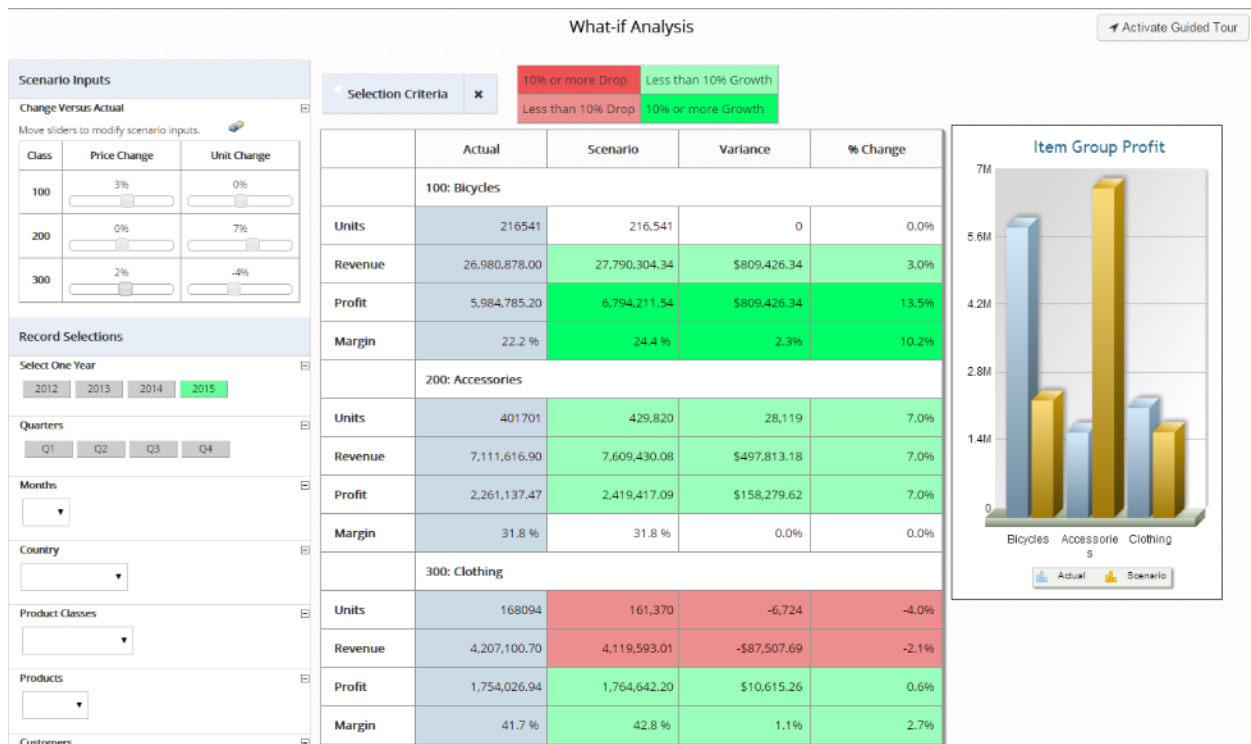 What-if Analysis
Activate Guided Tour
Scenario Inputs
Change Versus Actual
Move sliders to modify scenario inputs.
Class Price Change Unit Change
100 3% 0%
200 0% 7%
300 2% -4%
Record Selections
Select One Year
2012 2013 2014 2015
Quarters
Q1 Q2 Q3 Q4
Months
Country
Product Classes
Products
Customers
Selection Criteria ×
10% or more Drop Less than 10% Growth
Less than 10% Drop 10% or more Growth
Actual Scenario Variance % Change
100: Bicycles
Units 216541 216,541 0 0.0%
Revenue 26,980,878.00 27,790,304.34 $809,426.34 3.0%
Profit 5,984,785.20 6,794,211.54 $809,426.34 13.5%
Margin 22.2 % 24.4 % 2.3% 10.2%
200: Accessories
Units 401701 429,820 28,119 7.0%
Revenue 7,111,616.90 7,609,430.08 $497,813.18 7.0%
Profit 2,261,137.47 2,419,417.09 $158,279.62 7.0%
Margin 31.8 % 31.8 % 0.0% 0.0%
300: Clothing
Units 168094 161,370 -6,724 -4.0%
Revenue 4,207,100.70 4,119,593.01 -$87,507.69 -2.1%
Profit 1,754,026.94 1,764,642.20 $10,615.26 0.6%
Margin 41.7 % 42.8 % 1.1% 2.7%
Item Group Profit
7M
5.6M
4.2M
2.8M
1.4M
0
Bicycles Accessorie Clothing
s
Actual Scenario